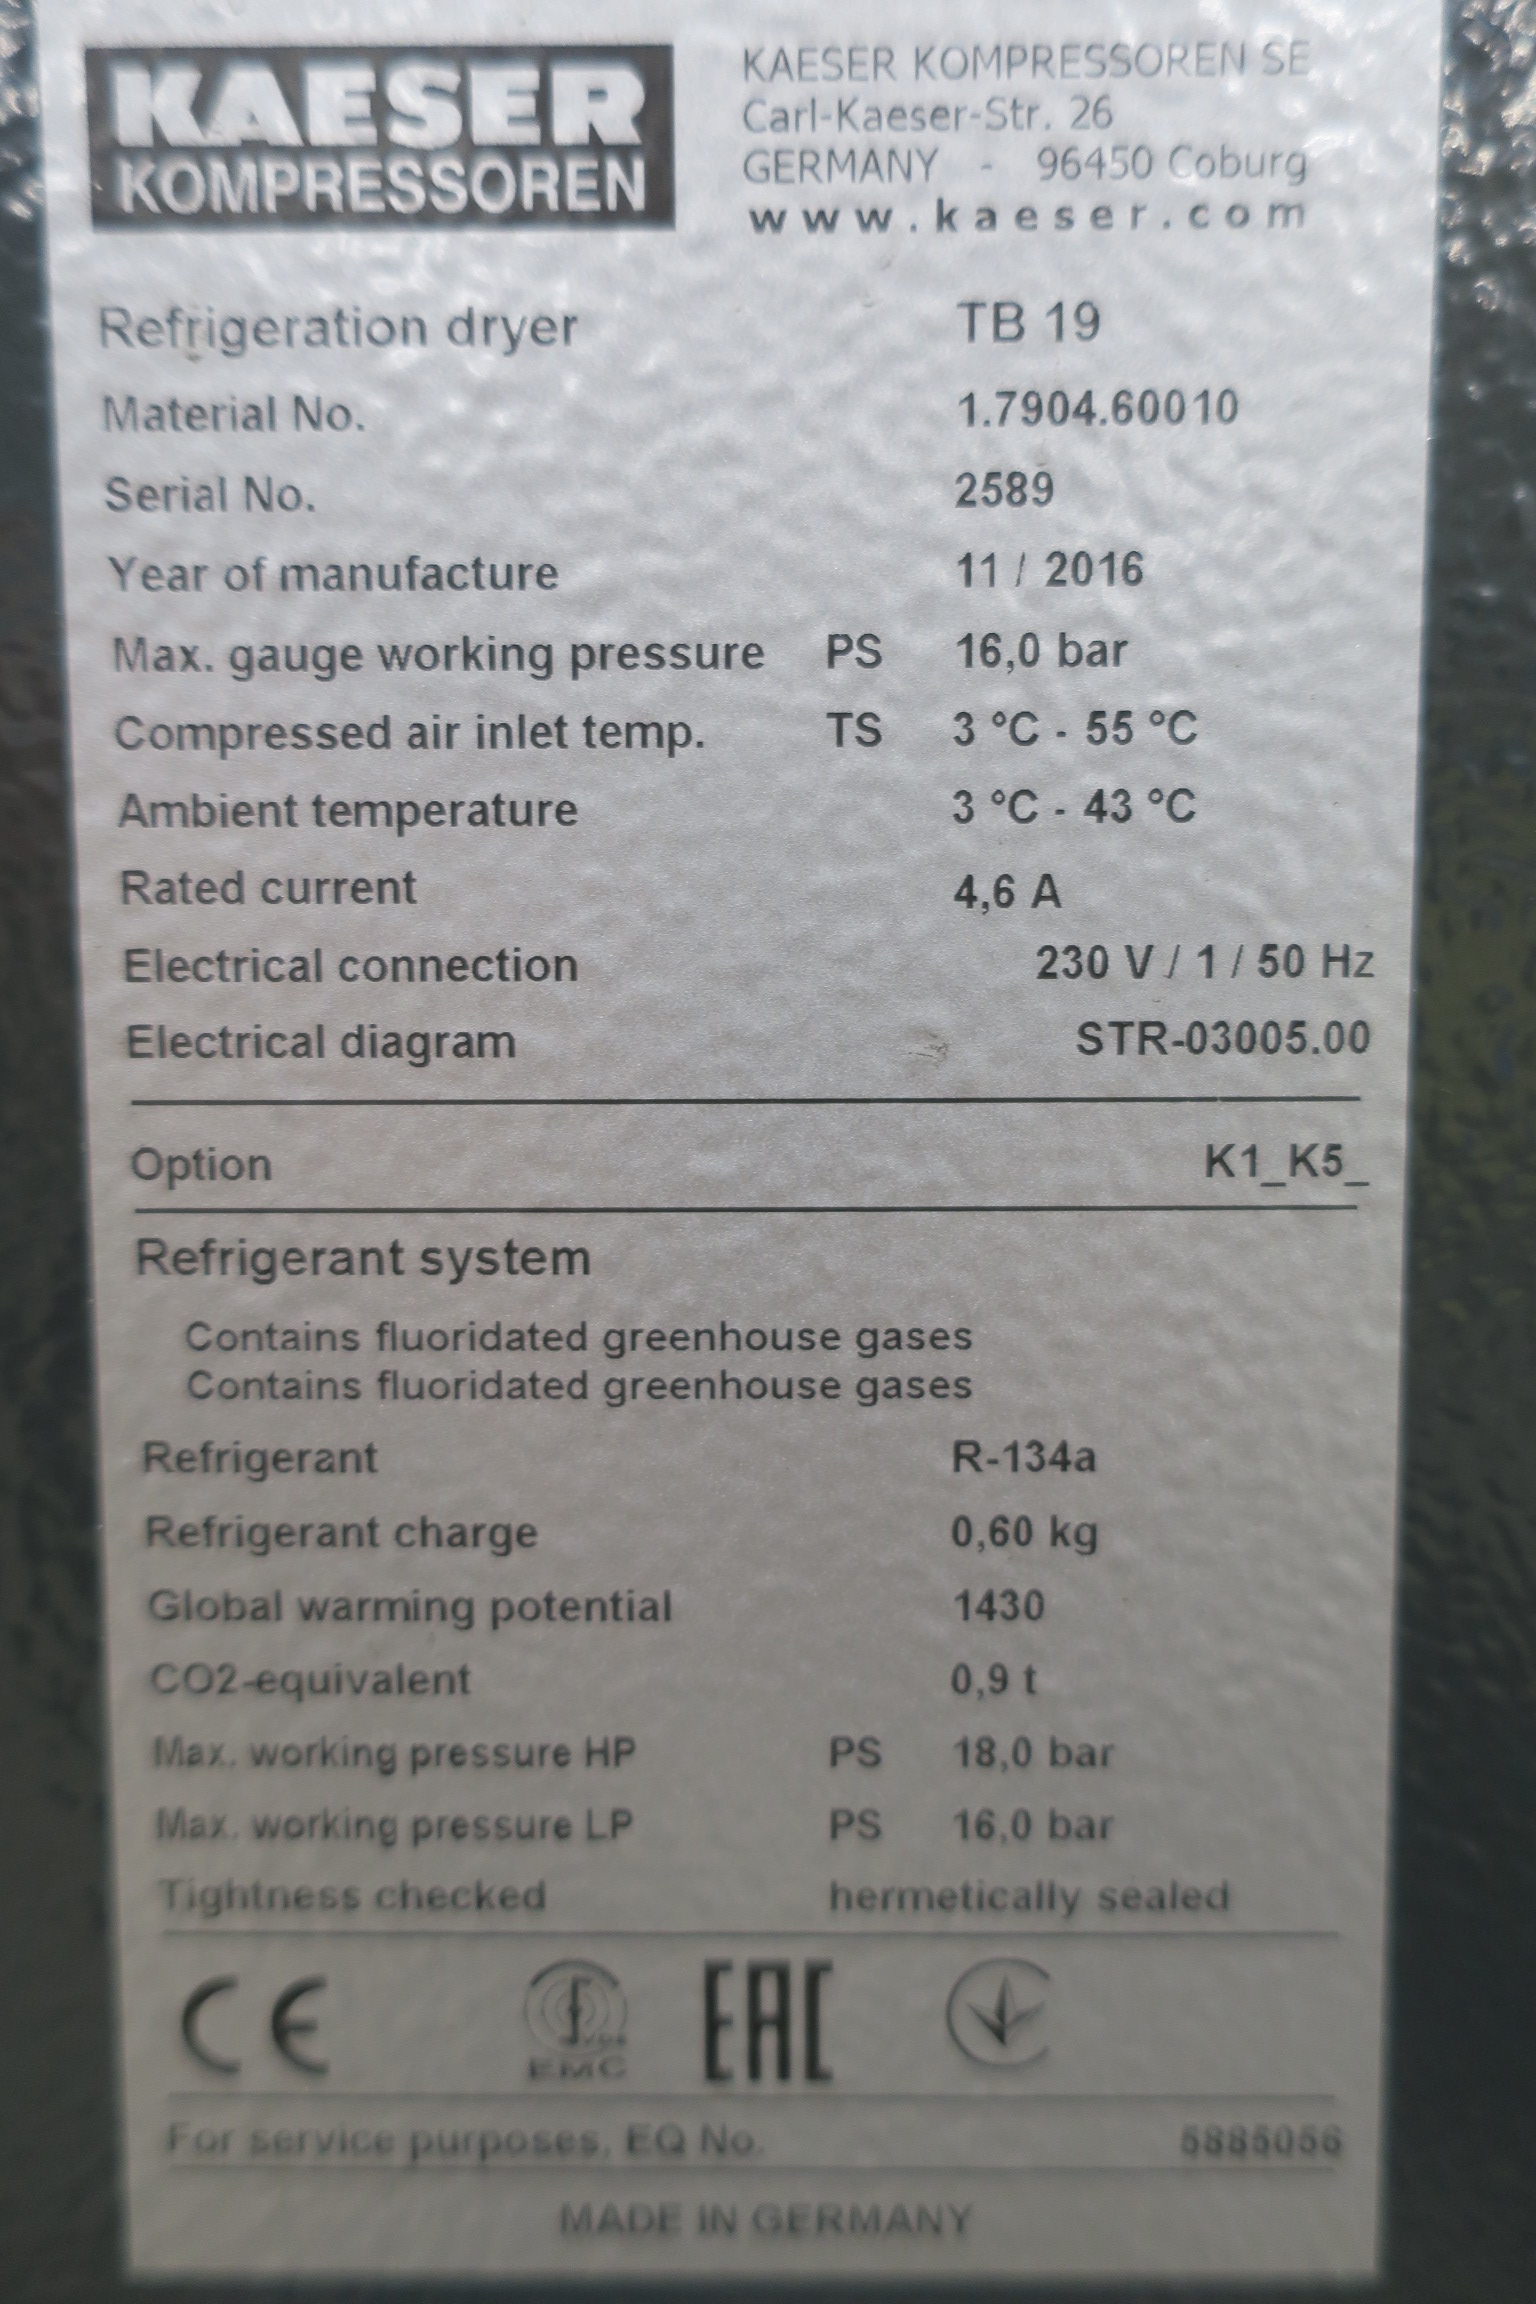 KAESER
KOMPRESSOREN
KAESER KOMPRESSOREN SE
Carl-Kaeser-Str. 26
GERMANY - 96450 Coburg
www.kaeser.com
Refrigeration dryer TB 19
Material No. 1.7904.60010
Serial No. 2589
Year of manufacture 11 / 2016
Max. gauge working pressure PS 16,0 bar
Compressed air inlet temp. TS 3 °C - 55 °C
Ambient temperature 3 °C - 43 °C
Rated current 4,6 A
Electrical connection 230 V / 1 / 50 Hz
Electrical diagram STR-03005.00
Option K1_K5_
Refrigerant system
Contains fluoridated greenhouse gases
Contains fluoridated greenhouse gases
Refrigerant R-134a
Refrigerant charge 0,60 kg
Global warming potential 1430
CO2-equivalent 0,9 t
Max. working pressure HP PS 18,0 bar
Max. working pressure LP PS 16,0 bar
Tightness checked hermetically sealed
CE EMC EAC
For service purposes, EQ No. 5885056
MADE IN GERMANY